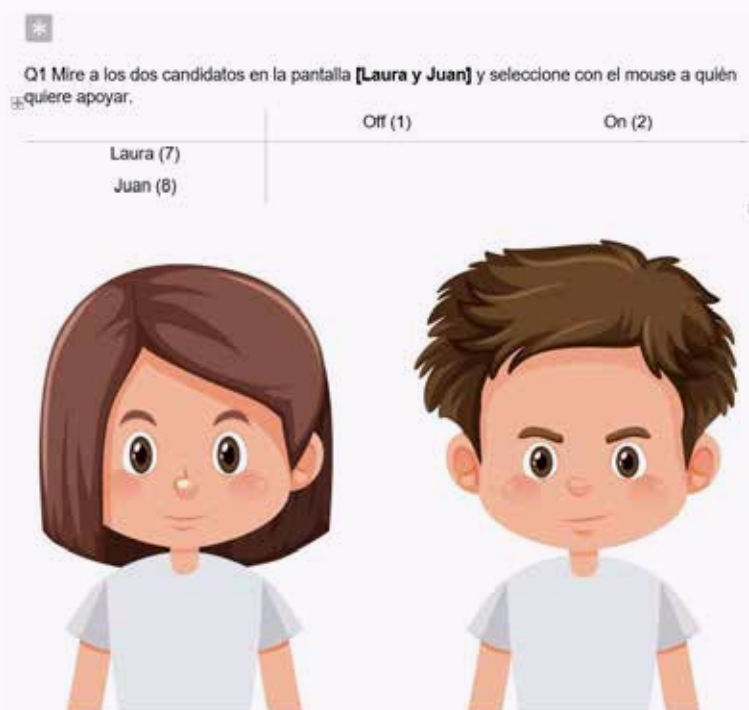 Q1 Mire a los dos candidatos en la pantalla [Laura y Juan] y seleccione con el mouse a quién
quiere apoyar.
Off (1) On (2)
Laura (7)
Juan (8)